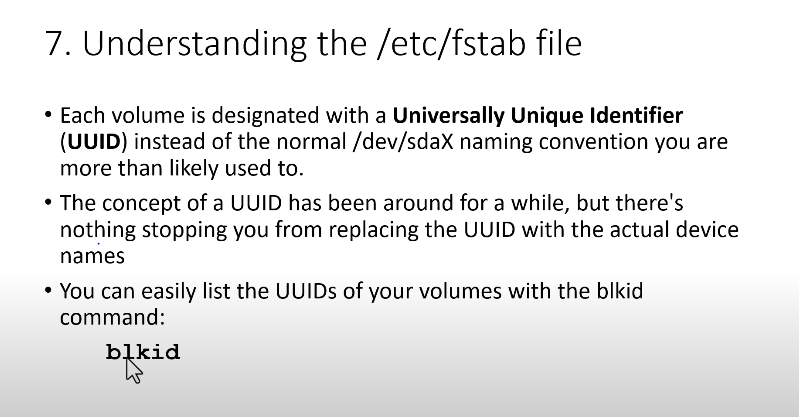 7. Understanding the /etc/fstab file
• Each volume is designated with a Universally Unique Identifier
(UUID) instead of the normal /dev/sdaX naming convention you are
more than likely used to.
• The concept of a UUID has been around for a while, but there's
nothing stopping you from replacing the UUID with the actual device
names
• You can easily list the UUIDs of your volumes with the blkid
command:
blkid